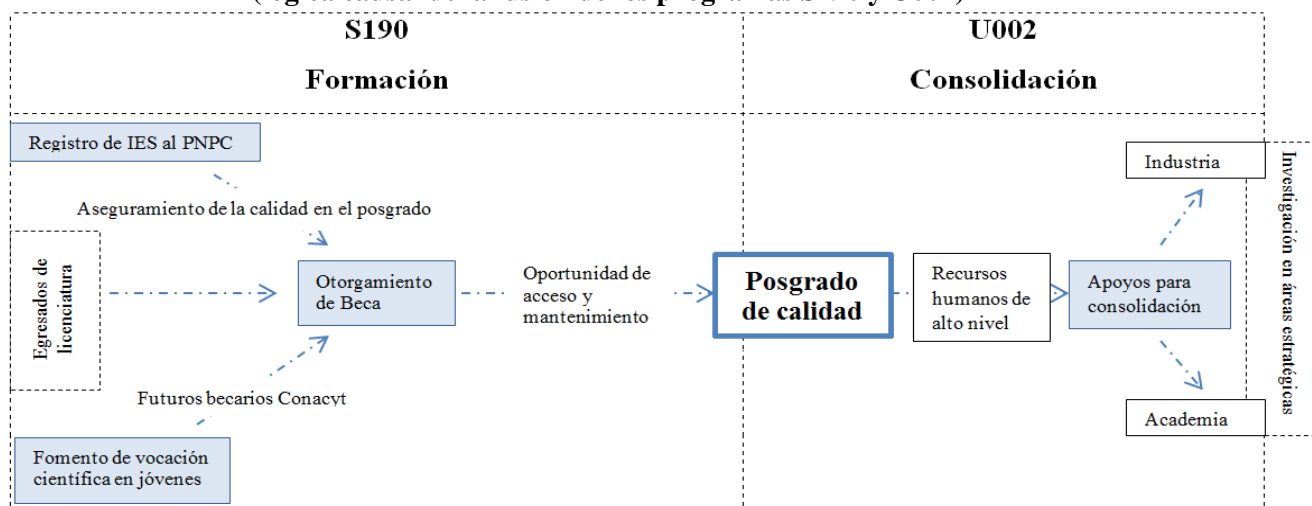 S190
U002
Formación
Consolidación
Registro de IES al PNPC
Aseguramiento de la calidad en el posgrado
Egresados de
licenciatura
Otorgamiento
de Beca
Oportunidad de
acceso y
mantenimiento
Posgrado
de calidad
Recursos
humanos de
alto nivel
Apoyos para
consolidación
Industria
Academia
Investigación en áreas estratégicas
Futuros becarios Conacyt
Fomento de vocación
científica en jóvenes